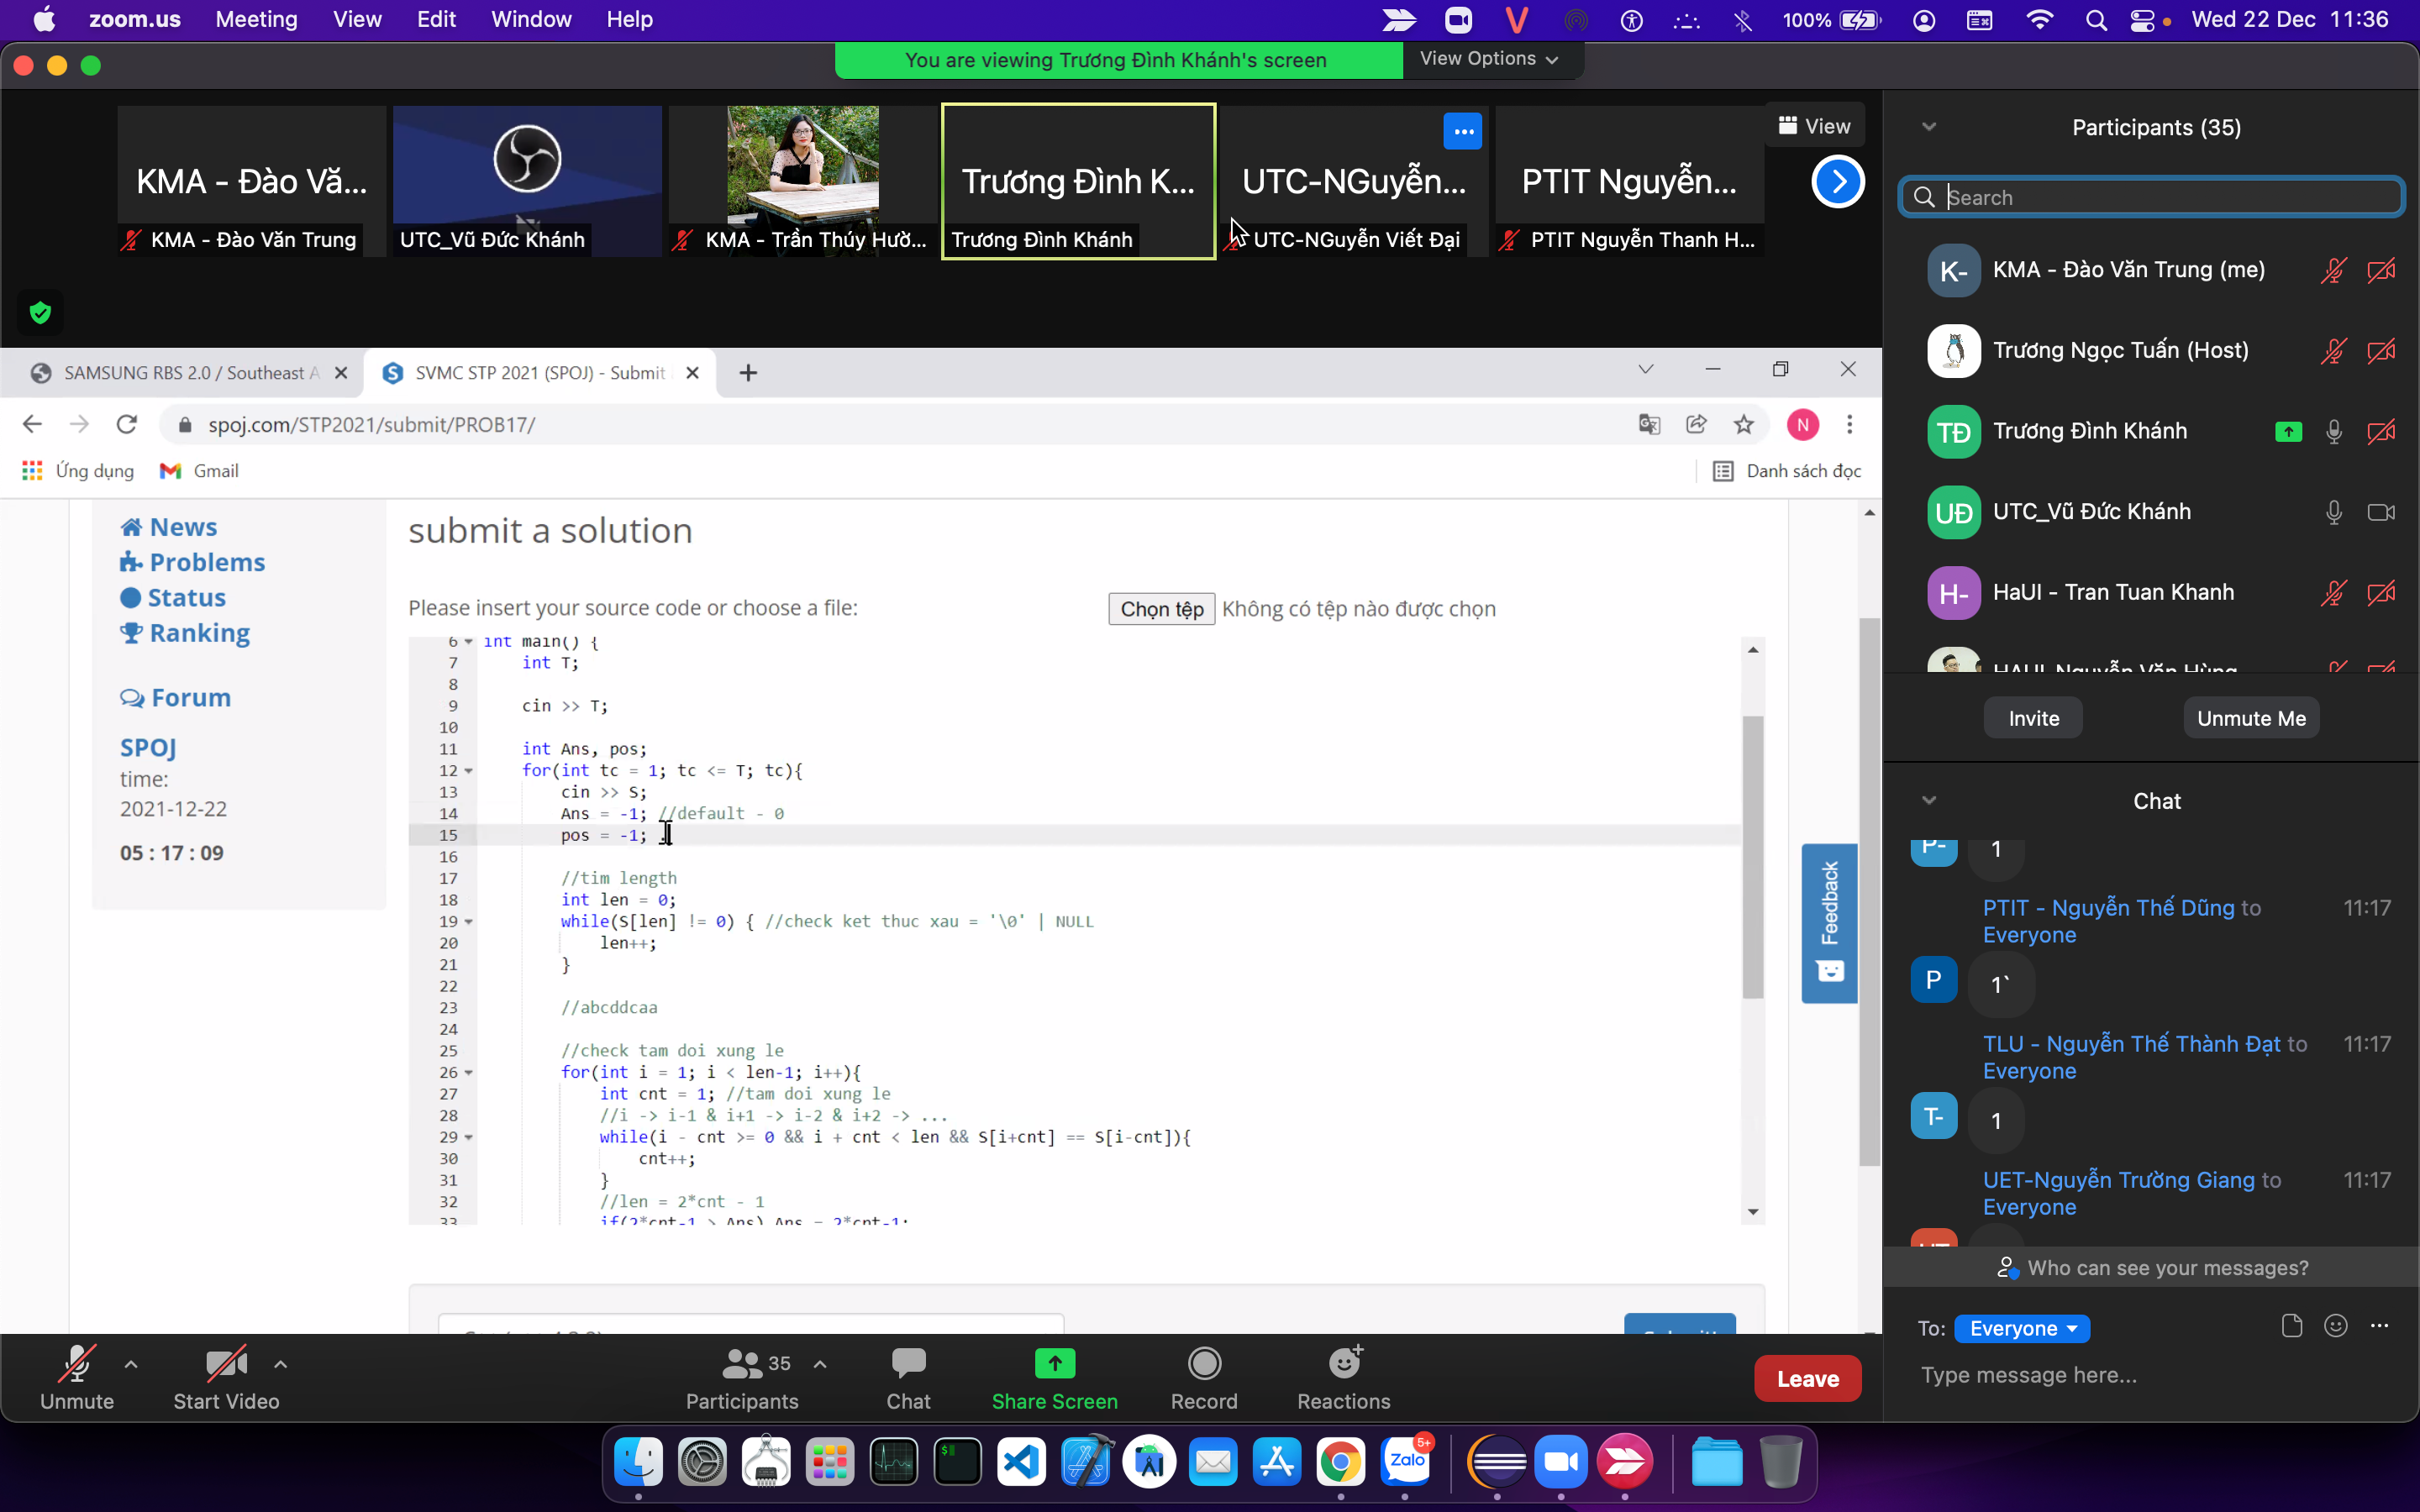 zoom.us Meeting View Edit Window Help 100% Wed 22 Dec 11:36
You are viewing Trương Đình Khánh's screen View Options
KMA - Đào Vă... Trương Đình K... UTC-NGuyễn... PTIT Nguyễn... View
KMA - Đào Văn Trung UTC_Vũ Đức Khánh KMA - Trần Thúy Hườ... Trương Đình Khánh UTC-NGuyễn Viết Đại PTIT Nguyễn Thanh H...
SAMSUNG RBS 2.0 / Southeast A SVMC STP 2021 (SPOJ) - Submit
spoj.com/STP2021/submit/PROB17/ N
Ứng dụng Gmail Danh sách đọc
News
Problems
Status
Ranking
Forum
SPOJ
time:
2021-12-22
05 : 17 : 09
submit a solution
Please insert your source code or choose a file: Chọn tệp Không có tệp nào được chọn
6 int main() {
7 int T;
8
9 cin >> T;
10
11 int Ans, pos;
12 for(int tc = 1; tc <= T; tc){
13 cin >> S;
14 Ans = -1; //default - 0
15 pos = -1;
16
17 //tim length
18 int len = 0;
19 while(S[len] != 0) { //check ket thuc xau = '\0' | NULL
20 len++;
21 }
22
23 //abcddcaa
24
25 //check tam doi xung le
26 for(int i = 1; i < len-1; i++){
27 int cnt = 1; //tam doi xung le
28 //i -> i-1 & i+1 -> i-2 & i+2 -> ...
29 while(i - cnt >= 0 && i + cnt < len && S[i+cnt] == S[i-cnt]){
30 cnt++;
31 }
32 //len = 2*cnt - 1
33 if(2*cnt-1 > Ans) Ans = 2*cnt-1;
Feedback
Participants (35)
Search
K- KMA - Đào Văn Trung (me)
Trương Ngọc Tuấn (Host)
TĐ Trương Đình Khánh
UĐ UTC_Vũ Đức Khánh
H- HaUI - Tran Tuan Khanh
HAUI-Nguyễn Văn Hùng
Invite Unmute Me
Chat
P- 1
PTIT - Nguyễn Thế Dũng to 11:17
Everyone
P 1`
TLU - Nguyễn Thế Thành Đạt to 11:17
Everyone
T- 1
UET-Nguyễn Trường Giang to 11:17
Everyone
Who can see your messages?
To: Everyone
Type message here...
Unmute Start Video 35 Participants Chat Share Screen Record Reactions Leave
Zalo 5+